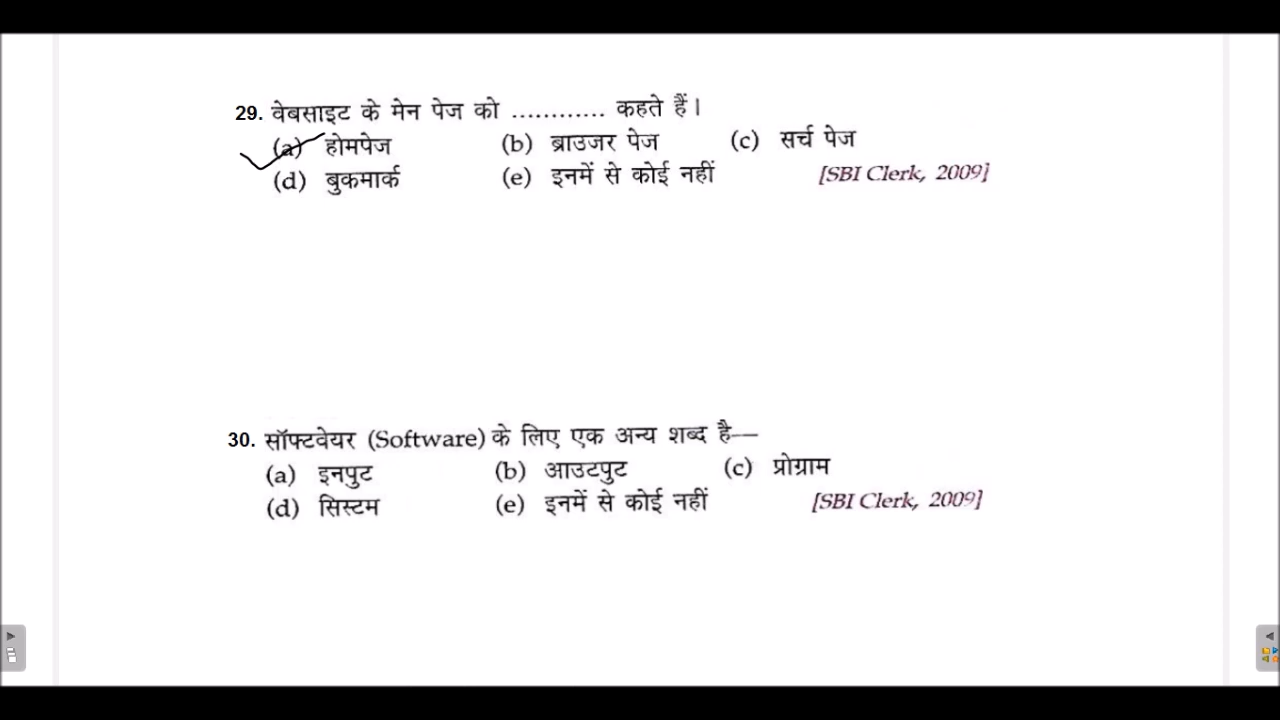 29. वेबसाइट के मेन पेज को ............ कहते हैं।
(a) होमपेज (b) ब्राउजर पेज (c) सर्च पेज
(d) बुकमार्क (e) इनमें से कोई नहीं [SBI Clerk, 2009]
30. सॉफ्टवेयर (Software) के लिए एक अन्य शब्द है—
(a) इनपुट (b) आउटपुट (c) प्रोग्राम
(d) सिस्टम (e) इनमें से कोई नहीं [SBI Clerk, 2009]